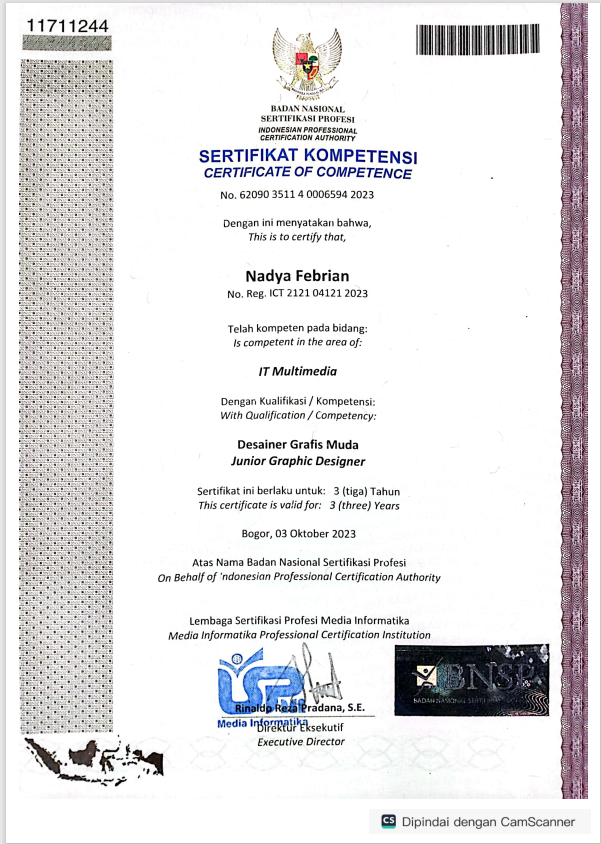 11711244
BADAN NASIONAL
SERTIFIKASI PROFESI
INDONESIAN PROFESSIONAL
CERTIFICATION AUTHORITY
SERTIFIKAT KOMPETENSI
CERTIFICATE OF COMPETENCE
No. 62090 3511 4 0006594 2023
Dengan ini menyatakan bahwa,
This is to certify that,
Nadya Febrian
No. Reg. ICT 2121 04121 2023
Telah kompeten pada bidang:
Is competent in the area of:
IT Multimedia
Dengan Kualifikasi / Kompetensi:
With Qualification / Competency:
Desainer Grafis Muda
Junior Graphic Designer
Sertifikat ini berlaku untuk: 3 (tiga) Tahun
This certificate is valid for: 3 (three) Years
Bogor, 03 Oktober 2023
Atas Nama Badan Nasional Sertifikasi Profesi
On Behalf of 'ndonesian Professional Certification Authority
Lembaga Sertifikasi Profesi Media Informatika
Media Informatika Professional Certification Institution
LSP MIS
BNSP
BADAN NASIONAL SERTIFIKASI
Rinaldo Reza Pradana, S.E.
Media Informatika
Direktur Eksekutif
Executive Director
CS Dipindai dengan CamScanner